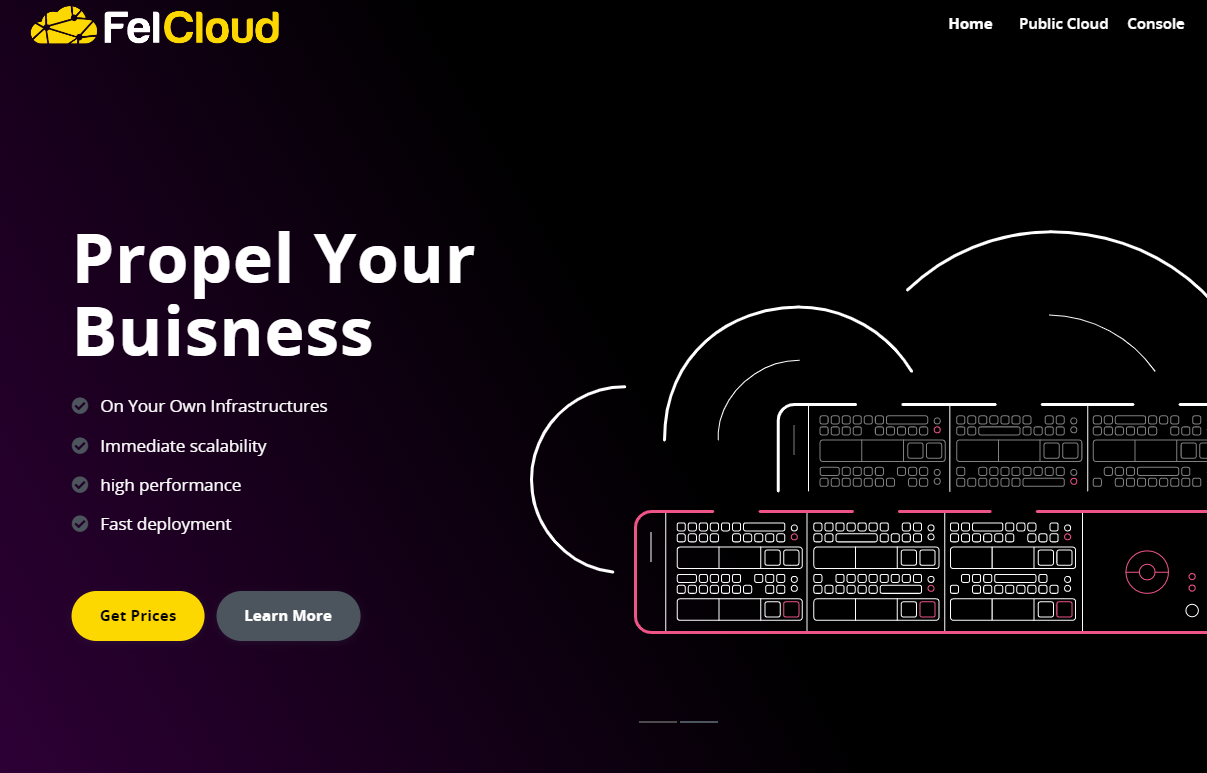 FelCloud
Home Public Cloud Console
Propel Your
Buisness
On Your Own Infrastructures
Immediate scalability
high performance
Fast deployment
Get Prices Learn More